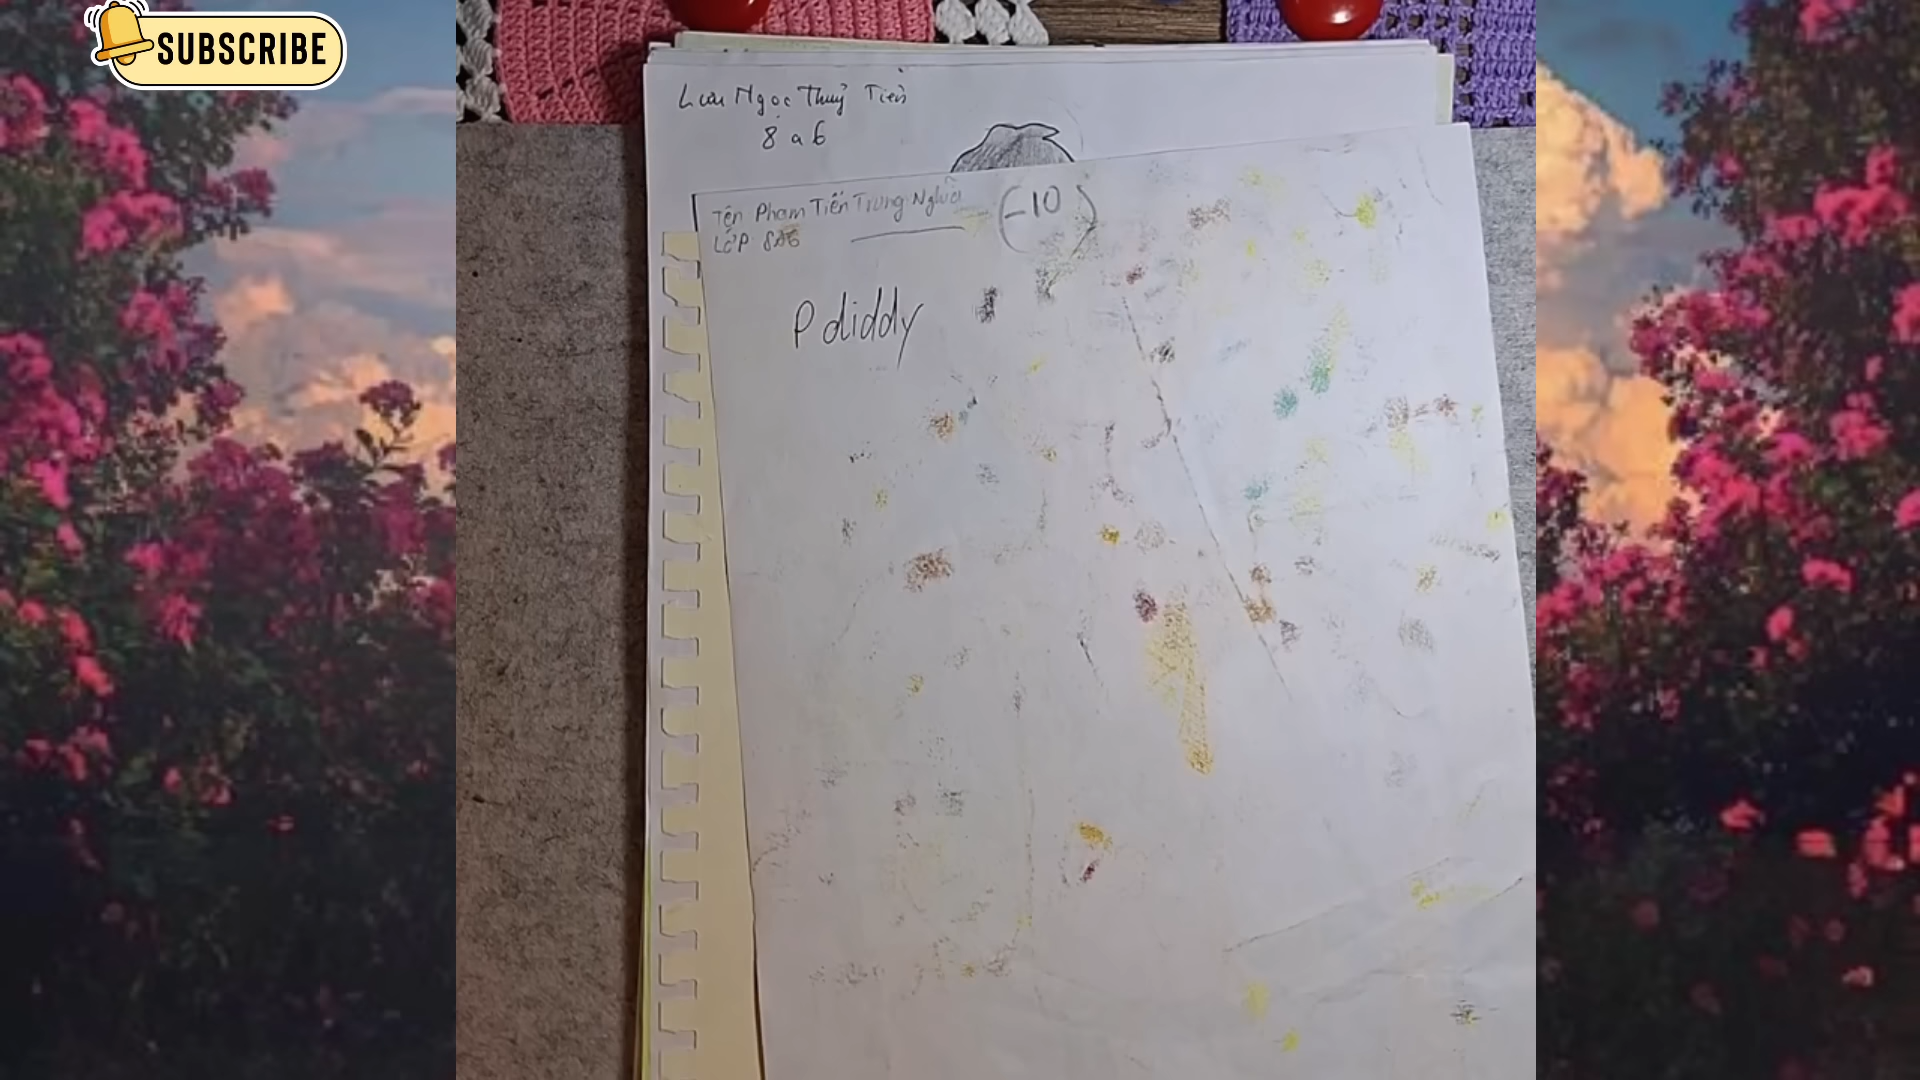 SUBSCRIBE
Lưu Ngọc Thuỷ Tiên
8a6
Tên Phạm Tiến Trung Nghĩa
(-10)
Lớp 8A6
P diddy